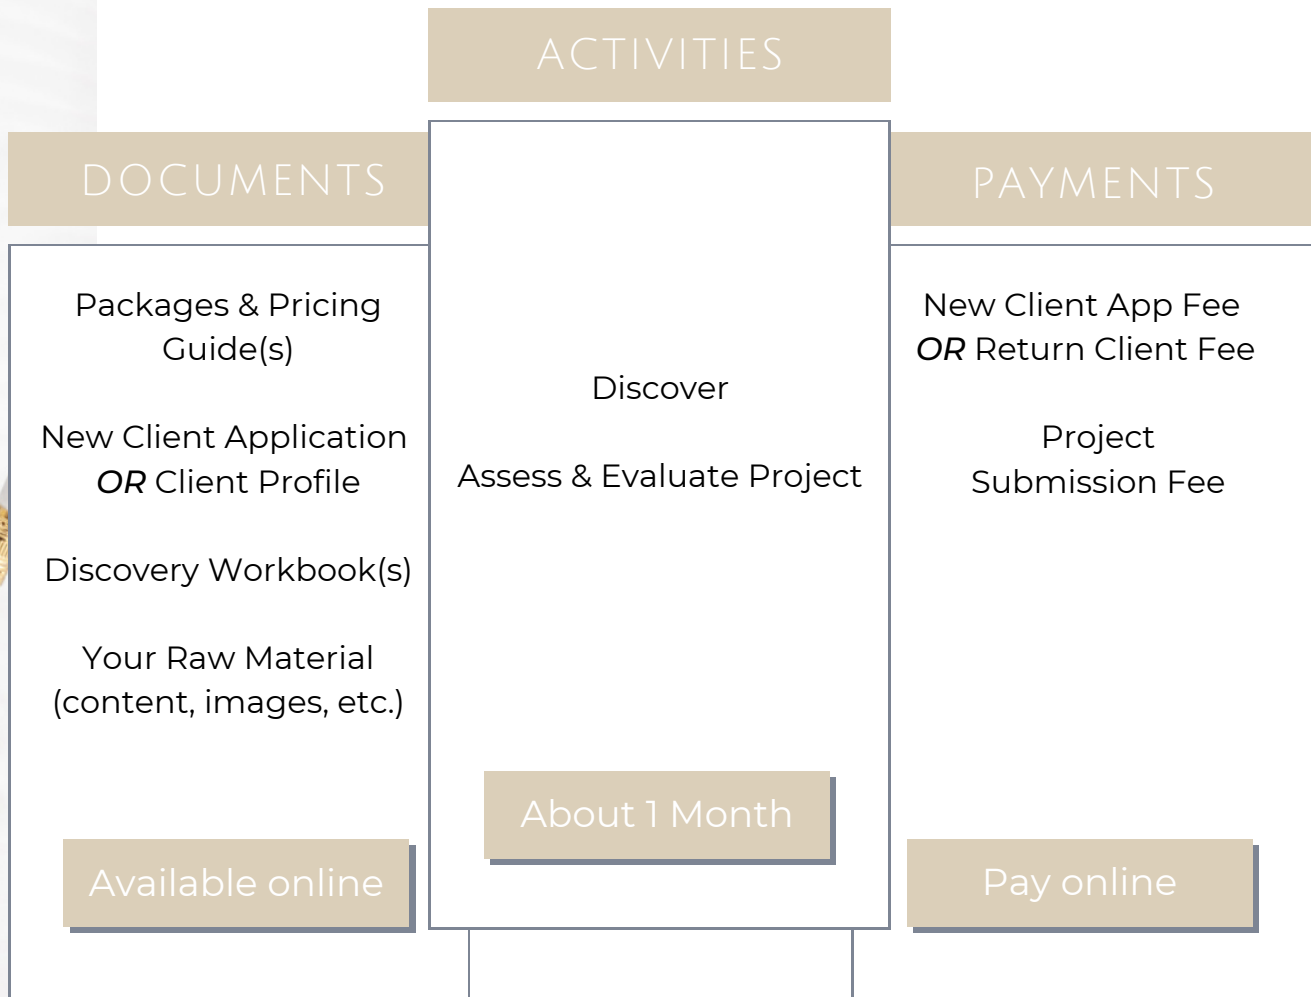 ACTIVITIES
DOCUMENTS
PAYMENTS
Packages & Pricing
Guide(s)
New Client Application
OR Client Profile
Discovery Workbook(s)
Your Raw Material
(content, images, etc.)
Available online
Discover
Assess & Evaluate Project
About 1 Month
New Client App Fee
OR Return Client Fee
Project
Submission Fee
Pay online